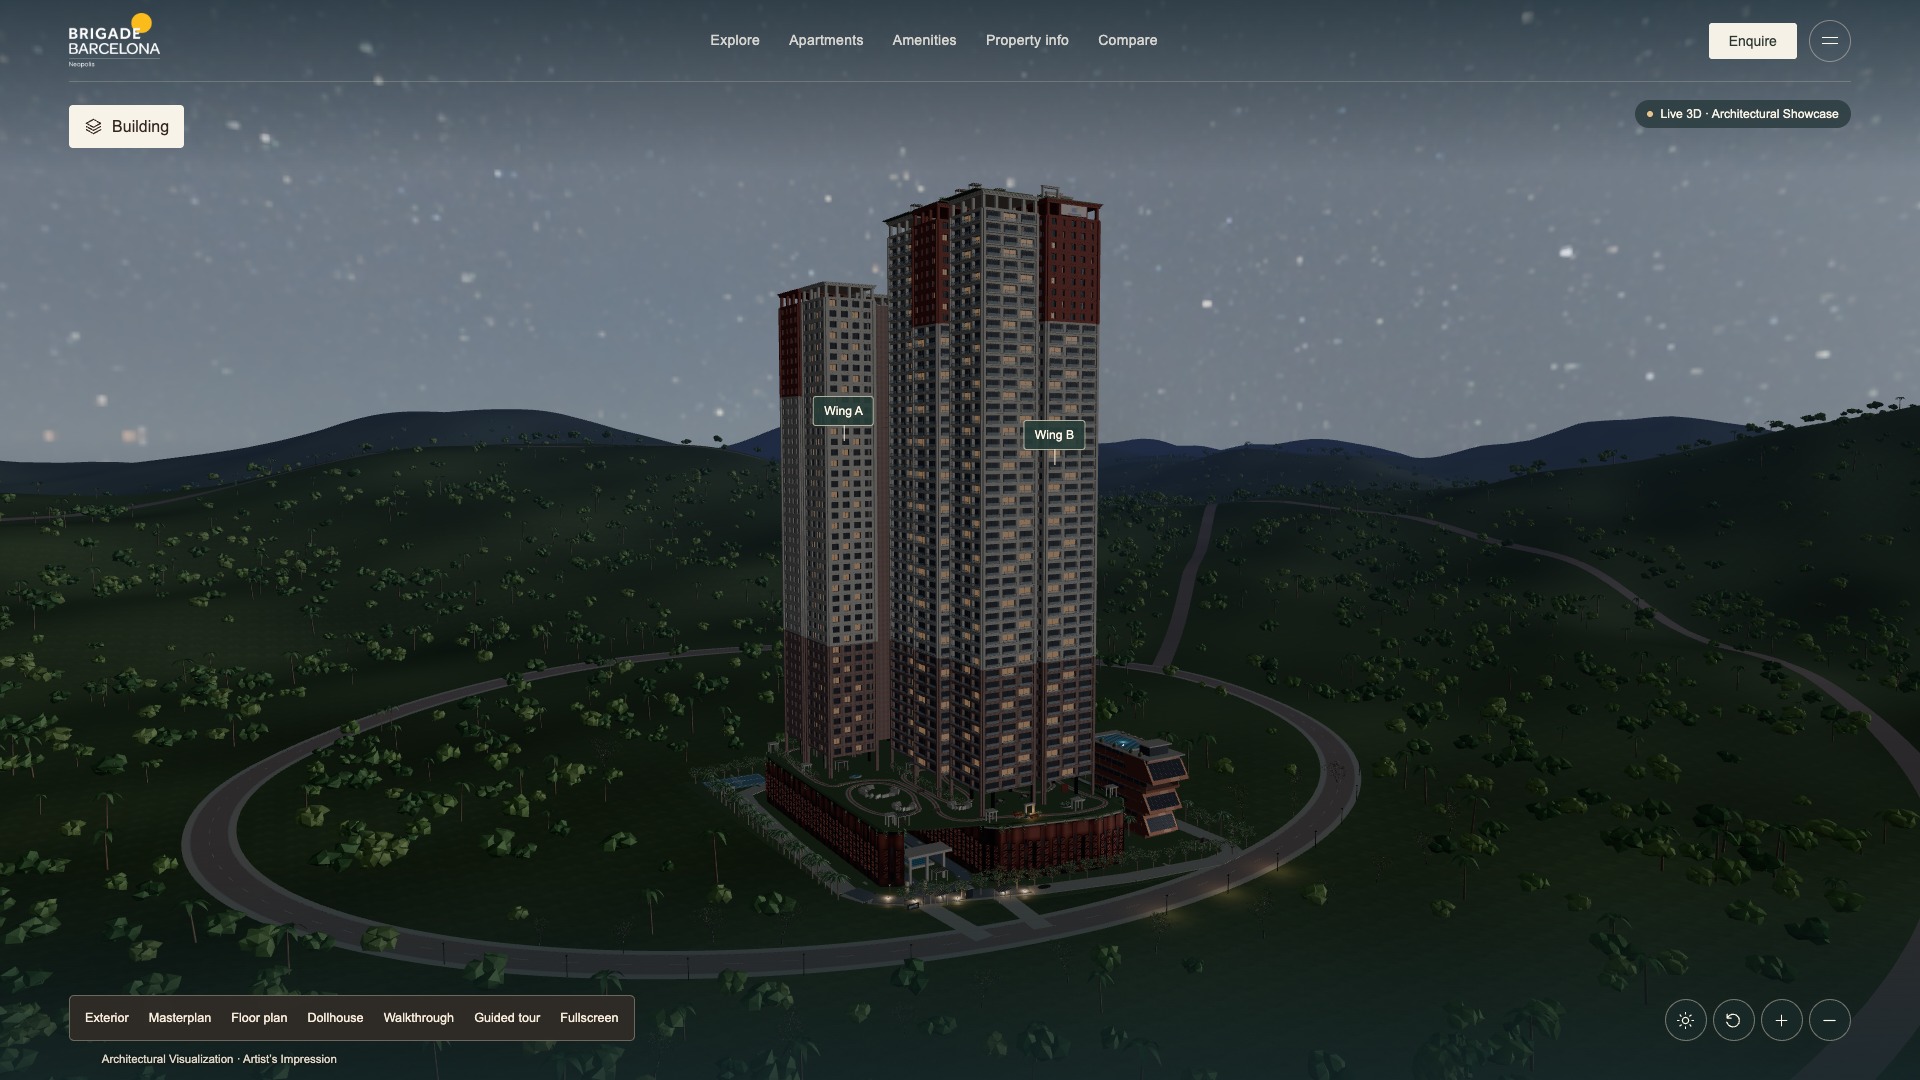 BRIGADE
BARCELONA
Neopolis
Explore
Apartments
Amenities
Property info
Compare
Enquire
Building
Live 3D · Architectural Showcase
Wing A
Wing B
Exterior
Masterplan
Floor plan
Dollhouse
Walkthrough
Guided tour
Fullscreen
Architectural Visualization · Artist's Impression